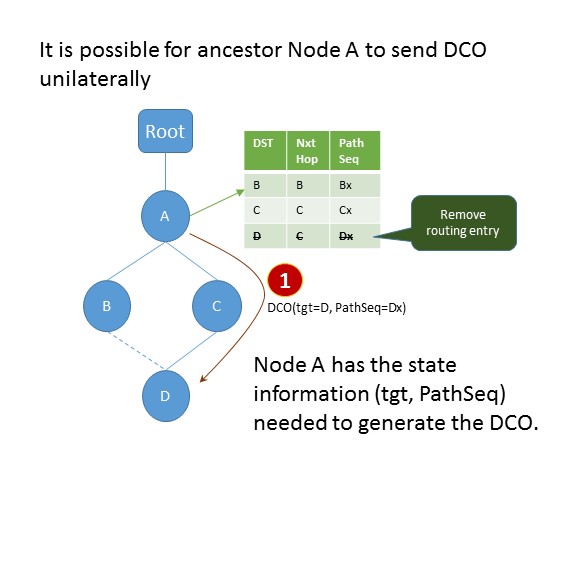 It is possible for ancestor Node A to send DCO
unilaterally
Root
DST Nxt Hop Path Seq
B B Bx
C C Cx
D C Dx
Remove
routing entry
A
1
B
C
DCO(tgt=D, PathSeq=Dx)
Node A has the state
information (tgt, PathSeq)
needed to generate the DCO.
D